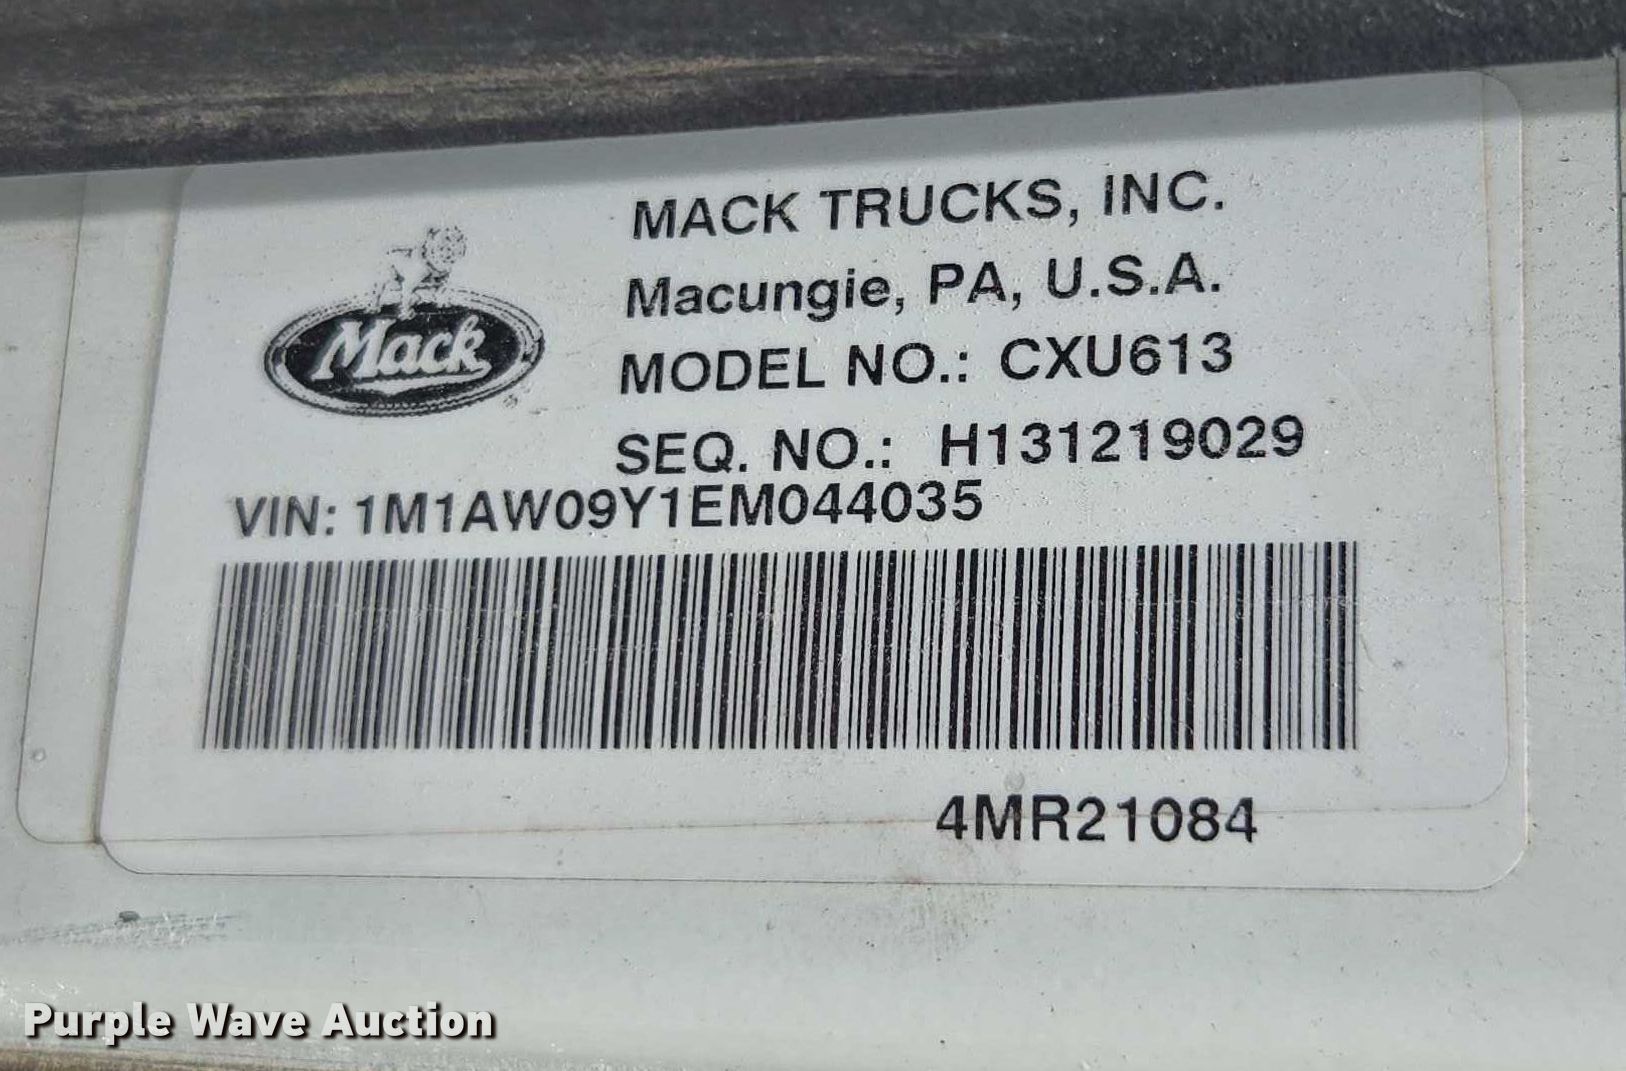 MACK TRUCKS, INC.
Macungie, PA, U.S.A.
Mack
MODEL NO.: CXU613
SEQ. NO.: H131219029
VIN: 1M1AW09Y1EM044035
4MR21084
Purple Wave Auction